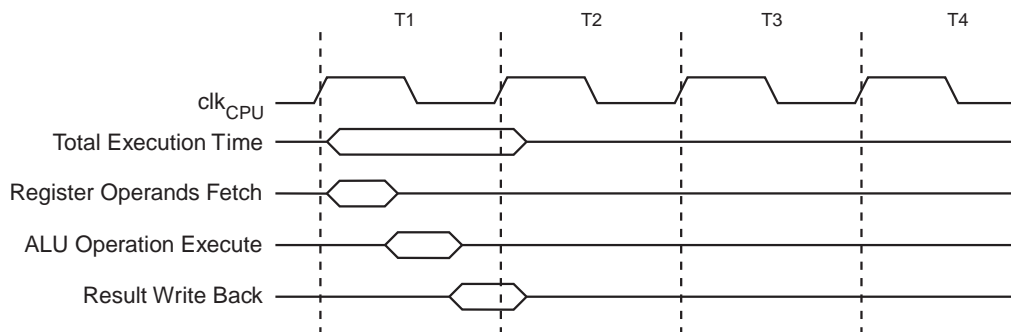 T1 T2 T3 T4
clkCPU
Total Execution Time
Register Operands Fetch
ALU Operation Execute
Result Write Back